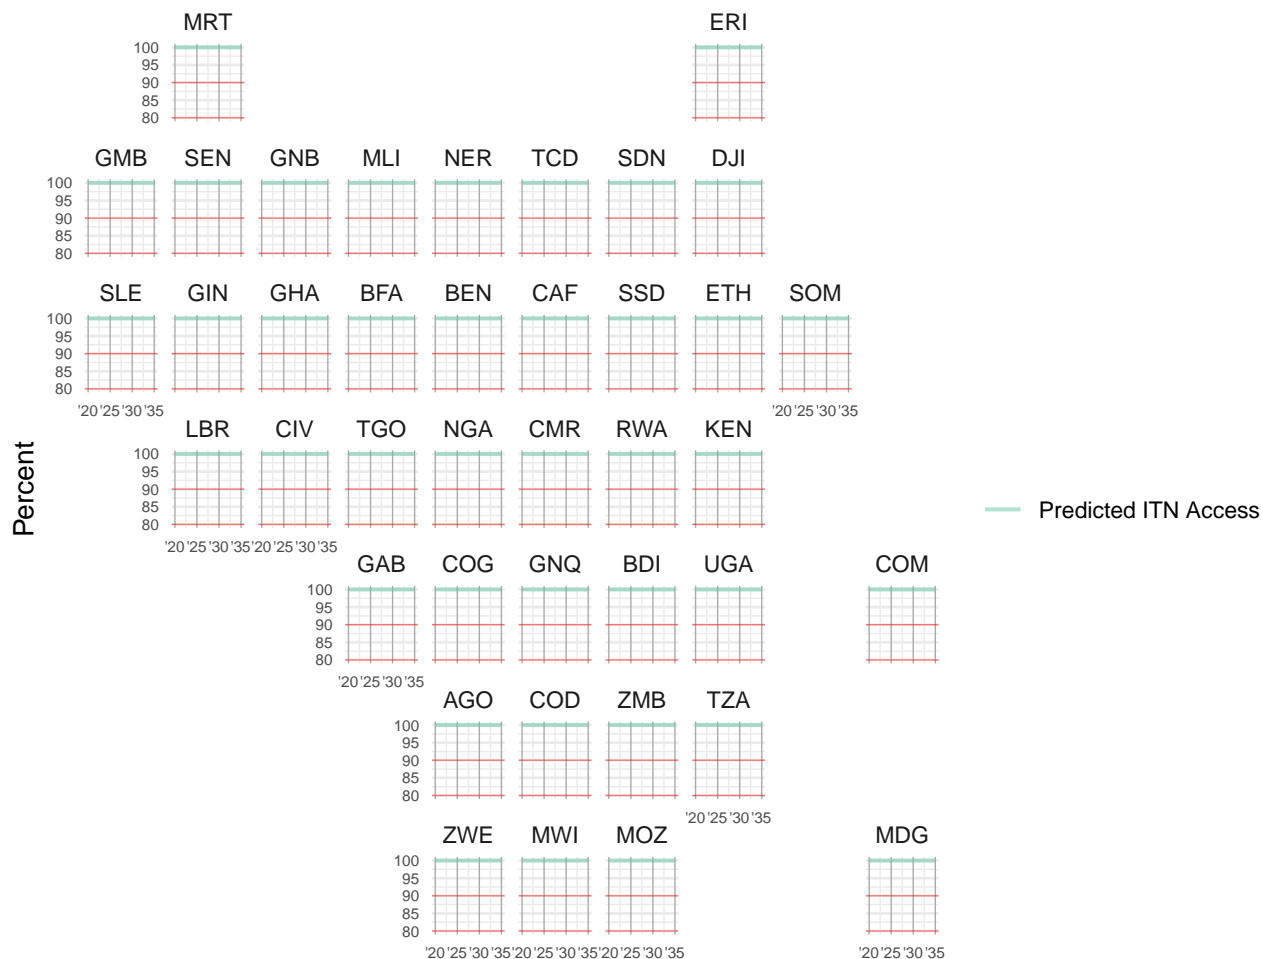 MRT ERI
100
95
90
85
80
GMB SEN GNB MLI NER TCD SDN DJI
100
95
90
85
80
SLE GIN GHA BFA BEN CAF SSD ETH SOM
100
95
90
85
80
'20 '25 '30 '35 '20 '25 '30 '35
LBR CIV TGO NGA CMR RWA KEN
100
95
90
85
80
'20 '25 '30 '35 '20 '25 '30 '35
Percent
Predicted ITN Access
GAB COG GNQ BDI UGA COM
100
95
90
85
80
'20 '25 '30 '35
AGO COD ZMB TZA
100
95
90
85
80
'20 '25 '30 '35
ZWE MWI MOZ MDG
100
95
90
85
80
'20 '25 '30 '35 '20 '25 '30 '35 '20 '25 '30 '35 '20 '25 '30 '35